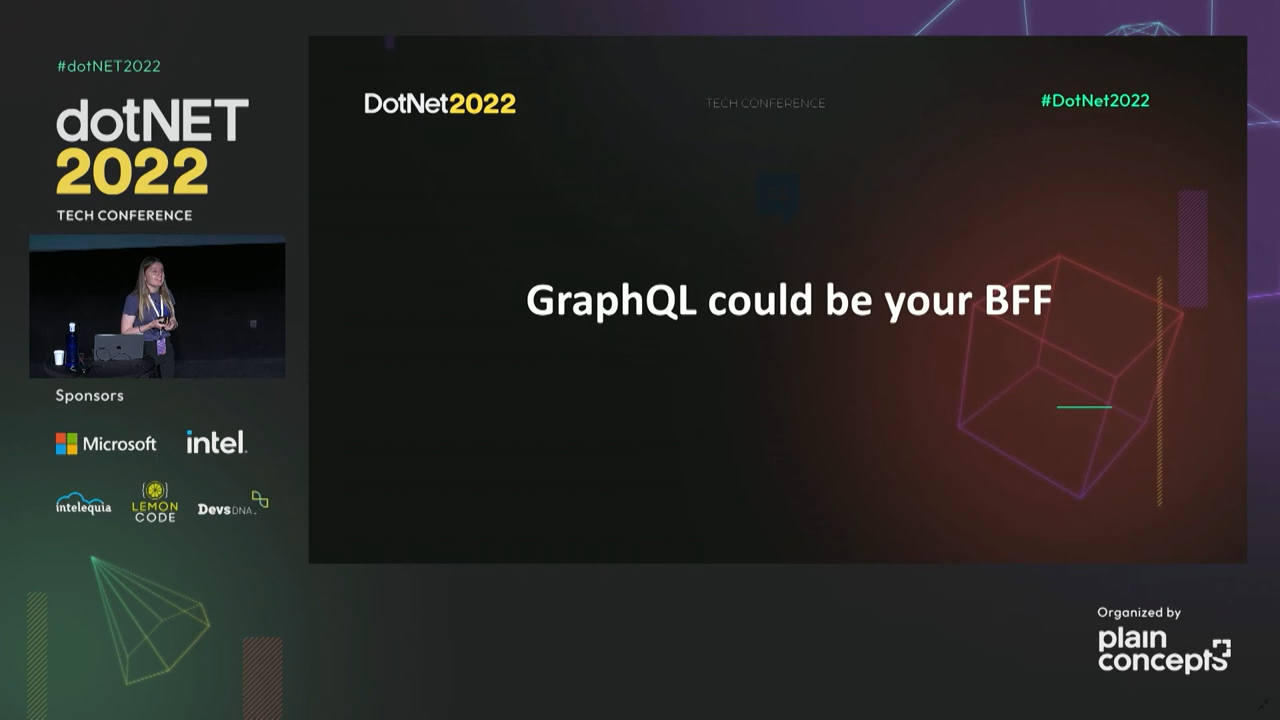 #dotNET2022
dotNET
2022
TECH CONFERENCE
Sponsors
Microsoft
intel.
intelequia
LEMON
CODE
DevsDNA
DotNet2022
TECH CONFERENCE
#DotNet2022
GraphQL could be your BFF
Organized by
plain
concepts